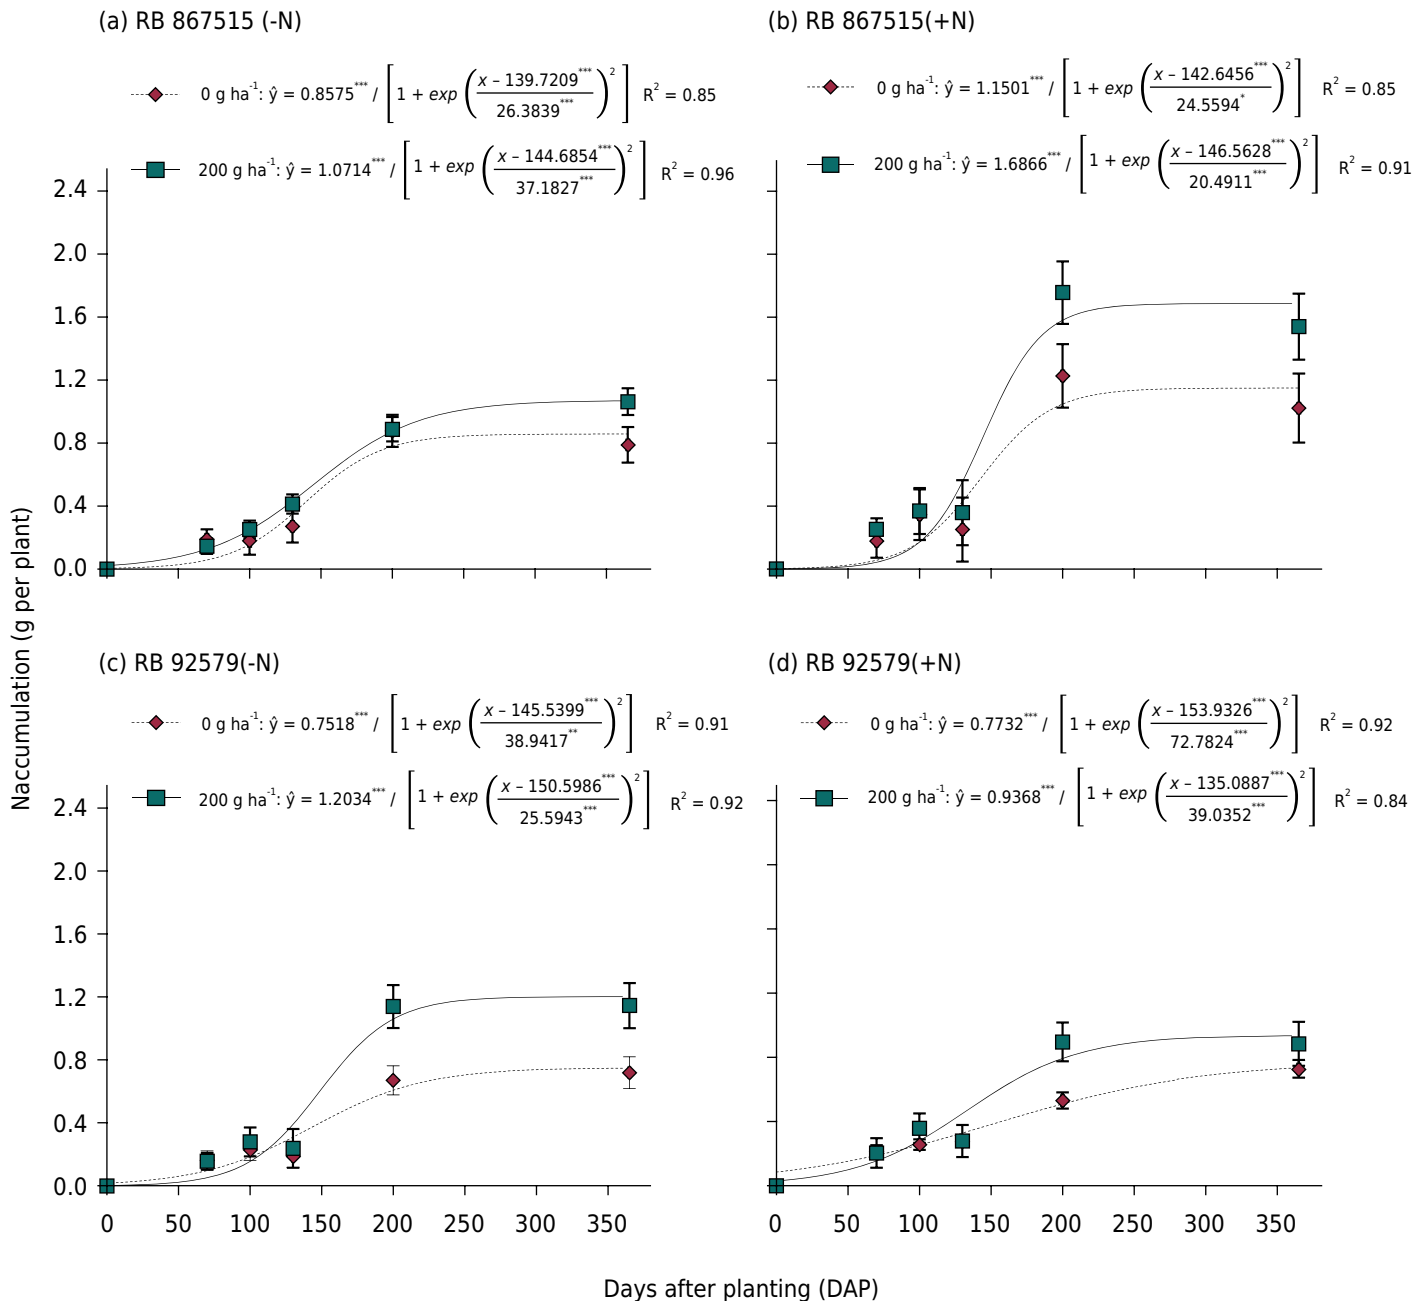 (a) RB 867515 (-N)
0 g ha⁻¹: ŷ = 0.8575*** / [1 + exp ((x – 139.7209***)/26.3839***)²] R² = 0.85
200 g ha⁻¹: ŷ = 1.0714*** / [1 + exp ((x – 144.6854***)/37.1827***)²] R² = 0.96
2.4
2.0
1.6
1.2
0.8
0.4
0.0
(b) RB 867515(+N)
0 g ha⁻¹: ŷ = 1.1501*** / [1 + exp ((x – 142.6456***)/24.5594*)²] R² = 0.85
200 g ha⁻¹: ŷ = 1.6866*** / [1 + exp ((x – 146.5628***)/20.4911***)²] R² = 0.91
Naccumulation (g per plant)
(c) RB 92579(-N)
0 g ha⁻¹: ŷ = 0.7518*** / [1 + exp ((x – 145.5399***)/38.9417**)²] R² = 0.91
200 g ha⁻¹: ŷ = 1.2034*** / [1 + exp ((x – 150.5986***)/25.5943***)²] R² = 0.92
2.4
2.0
1.6
1.2
0.8
0.4
0.0
0 50 100 150 200 250 300 350
(d) RB 92579(+N)
0 g ha⁻¹: ŷ = 0.7732*** / [1 + exp ((x – 153.9326***)/72.7824***)²] R² = 0.92
200 g ha⁻¹: ŷ = 0.9368*** / [1 + exp ((x – 135.0887***)/39.0352***)²] R² = 0.84
0 50 100 150 200 250 300 350
Days after planting (DAP)